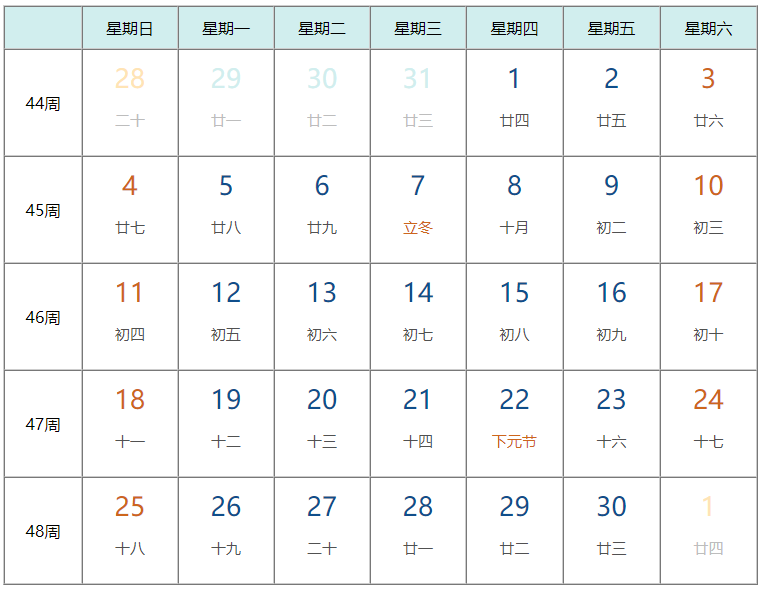 星期日 星期一 星期二 星期三 星期四 星期五 星期六
44周 28 29 30 31 1 2 3
二十 廿一 廿二 廿三 廿四 廿五 廿六
45周 4 5 6 7 8 9 10
廿七 廿八 廿九 立冬 十月 初二 初三
46周 11 12 13 14 15 16 17
初四 初五 初六 初七 初八 初九 初十
47周 18 19 20 21 22 23 24
十一 十二 十三 十四 下元节 十六 十七
48周 25 26 27 28 29 30 1
十八 十九 二十 廿一 廿二 廿三 廿四